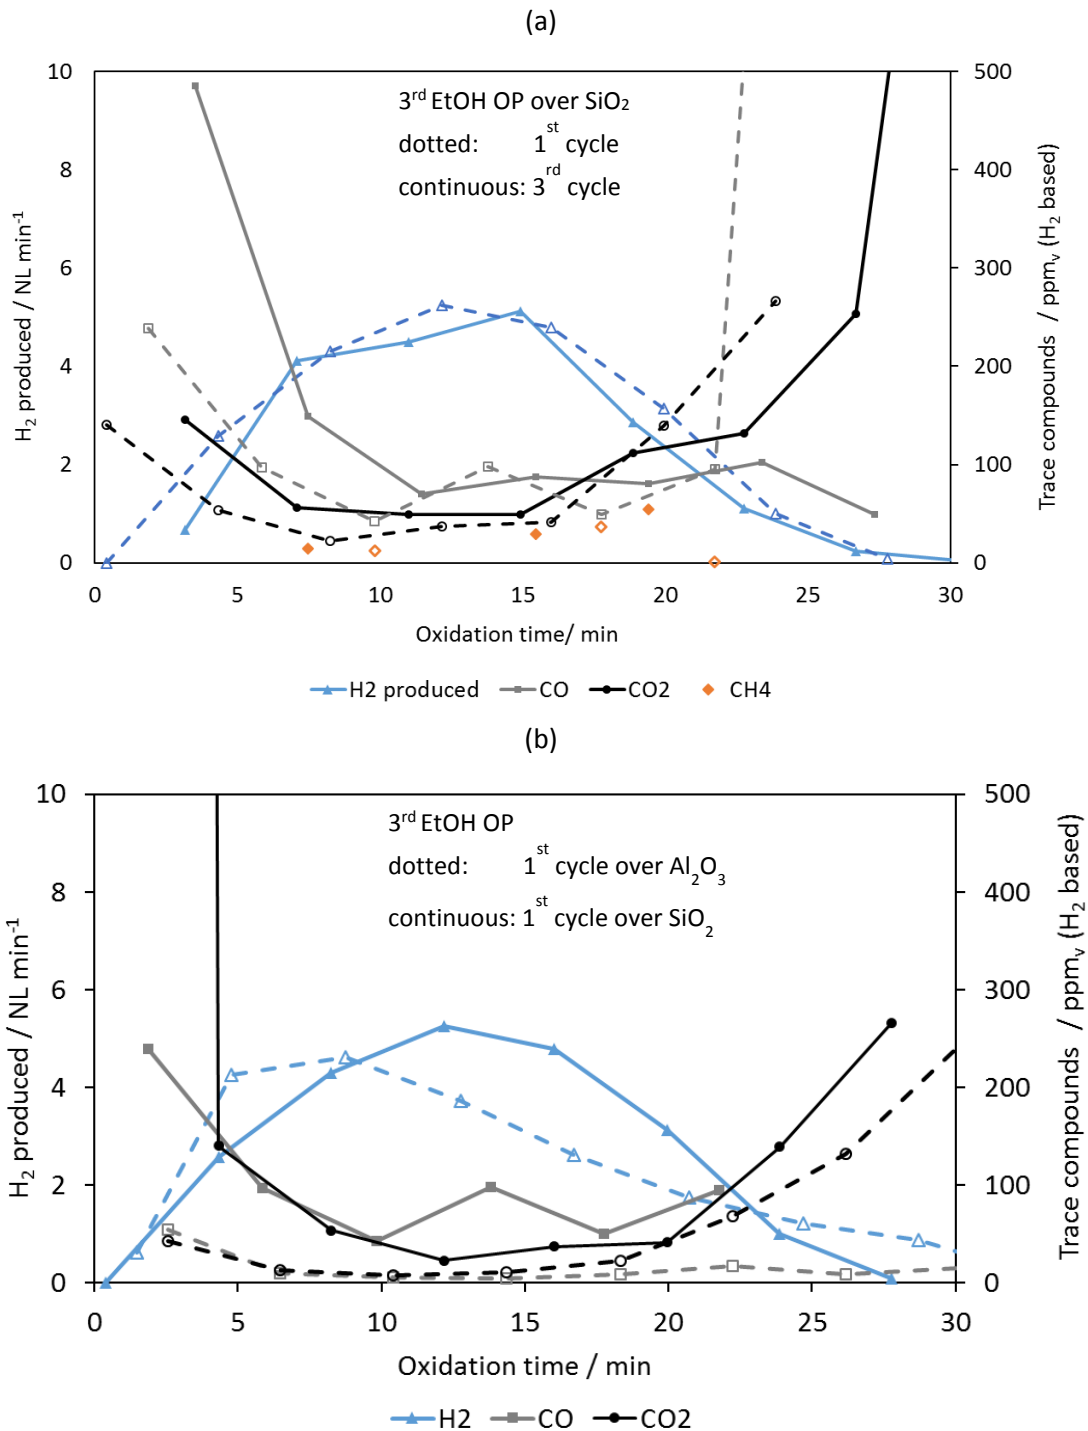 (a)
3rd EtOH OP over SiO2
dotted: 1st cycle
continuous: 3rd cycle
H2 produced / NL min-1
10
8
6
4
2
0
500
400
300
200
100
0
Trace compounds / ppmv (H2 based)
0 5 10 15 20 25 30
Oxidation time/ min
H2 produced CO CO2 CH4
(b)
3rd EtOH OP
dotted: 1st cycle over Al2O3
continuous: 1st cycle over SiO2
H2 produced / NL min-1
10
8
6
4
2
0
500
400
300
200
100
0
Trace compounds / ppmv (H2 based)
0 5 10 15 20 25 30
Oxidation time / min
H2 CO CO2